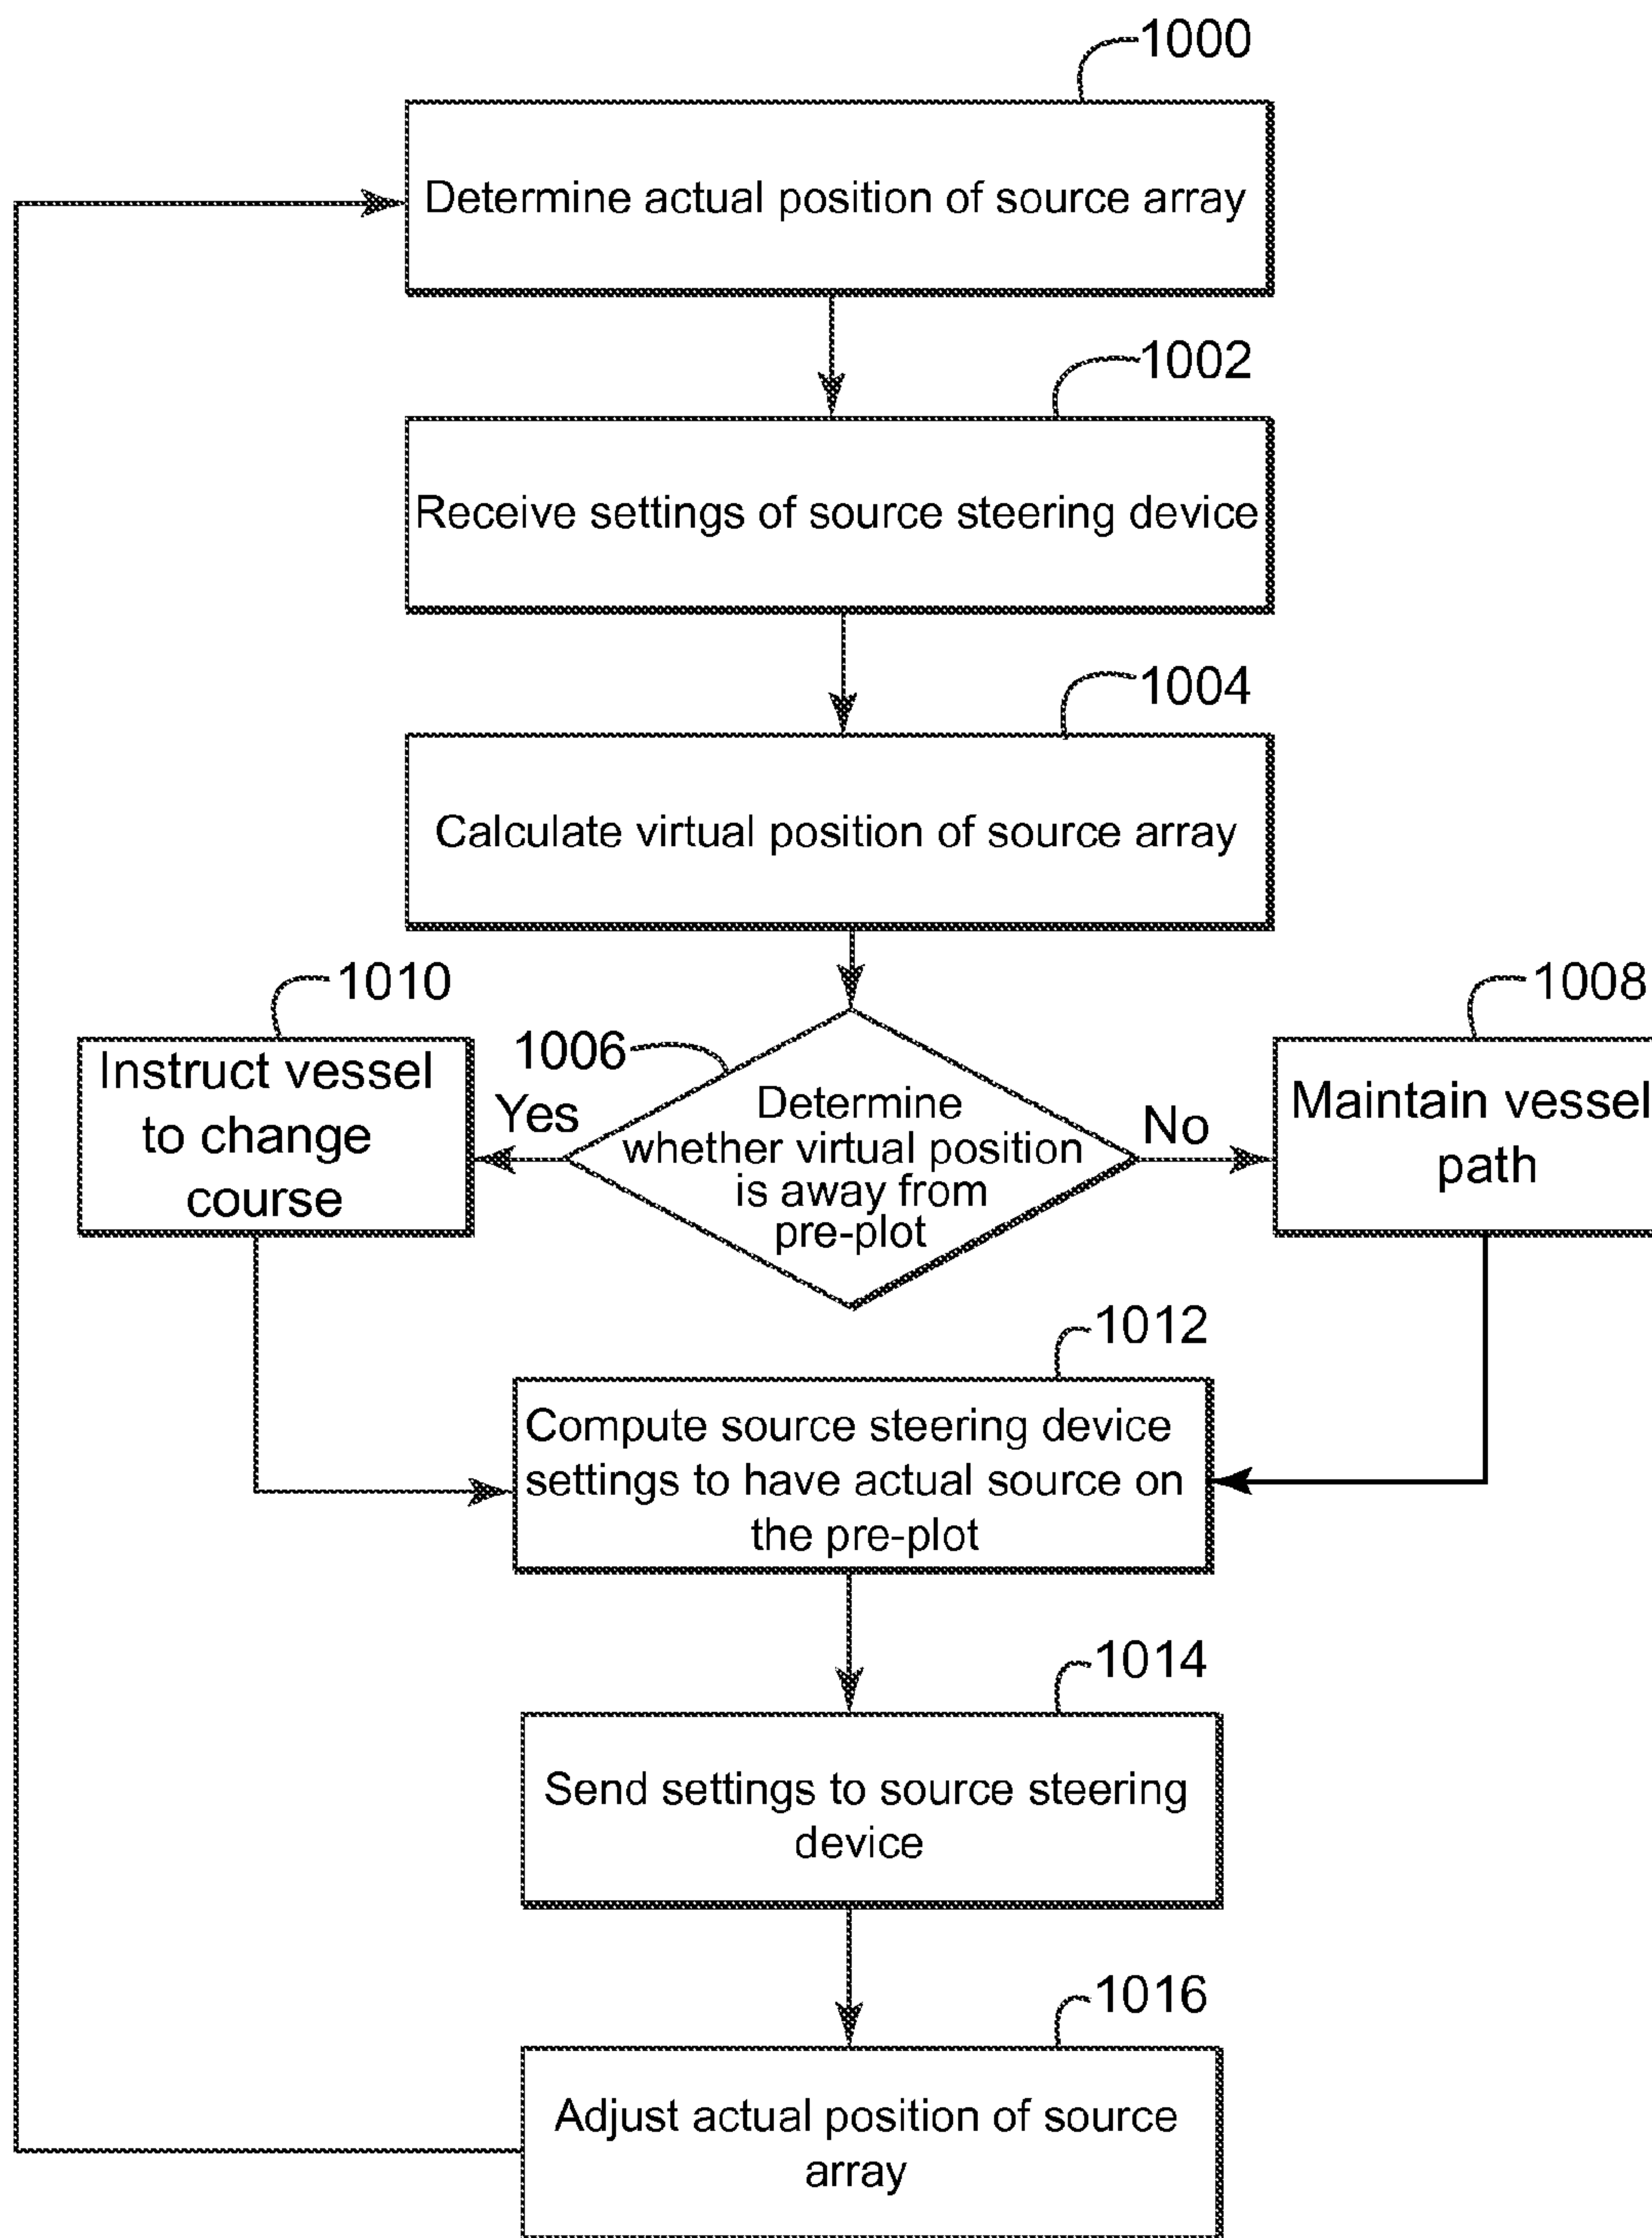 1000
Determine actual position of source array
1002
Receive settings of source steering device
1004
Calculate virtual position of source array
1010
Instruct vessel
to change
course
1006
Yes
Determine
whether virtual position
is away from
pre-plot
No
1008
Maintain vessel
path
1012
Compute source steering device
settings to have actual source on
the pre-plot
1014
Send settings to source steering
device
1016
Adjust actual position of source
array